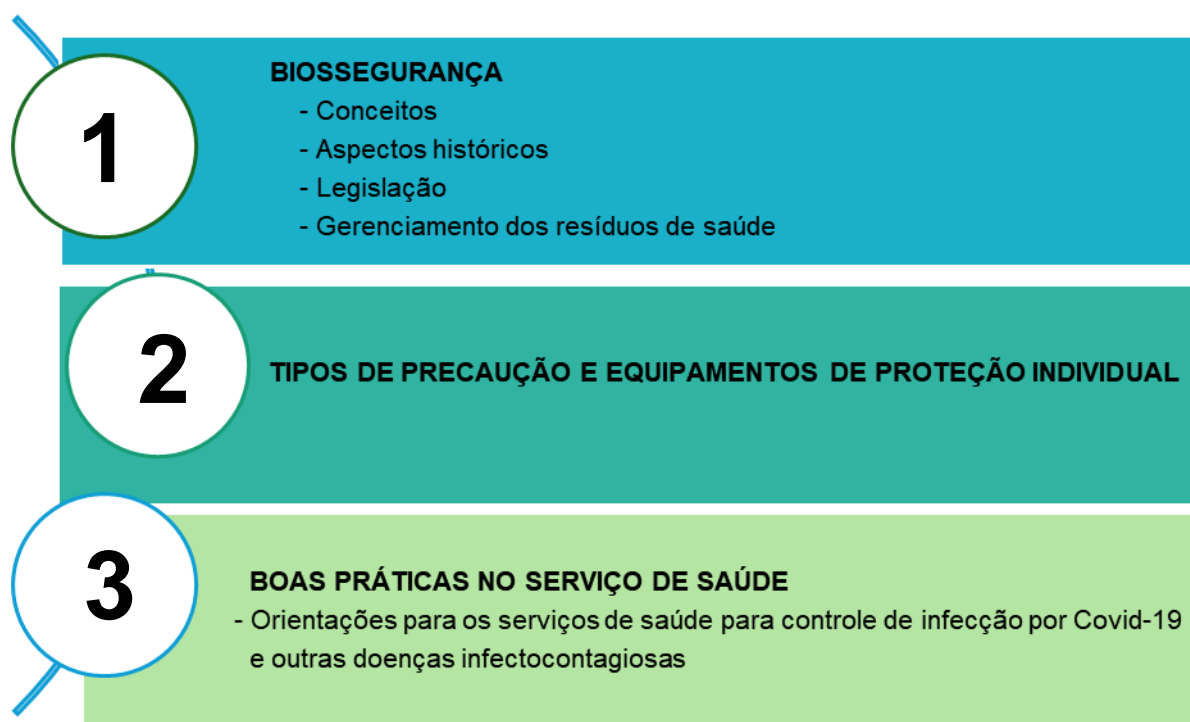 1
BIOSSEGURANÇA
- Conceitos
- Aspectos históricos
- Legislação
- Gerenciamento dos resíduos de saúde
2
TIPOS DE PRECAUÇÃO E EQUIPAMENTOS DE PROTEÇÃO INDIVIDUAL
3
BOAS PRÁTICAS NO SERVIÇO DE SAÚDE
- Orientações para os serviços de saúde para controle de infecção por Covid-19
e outras doenças infectocontagiosas